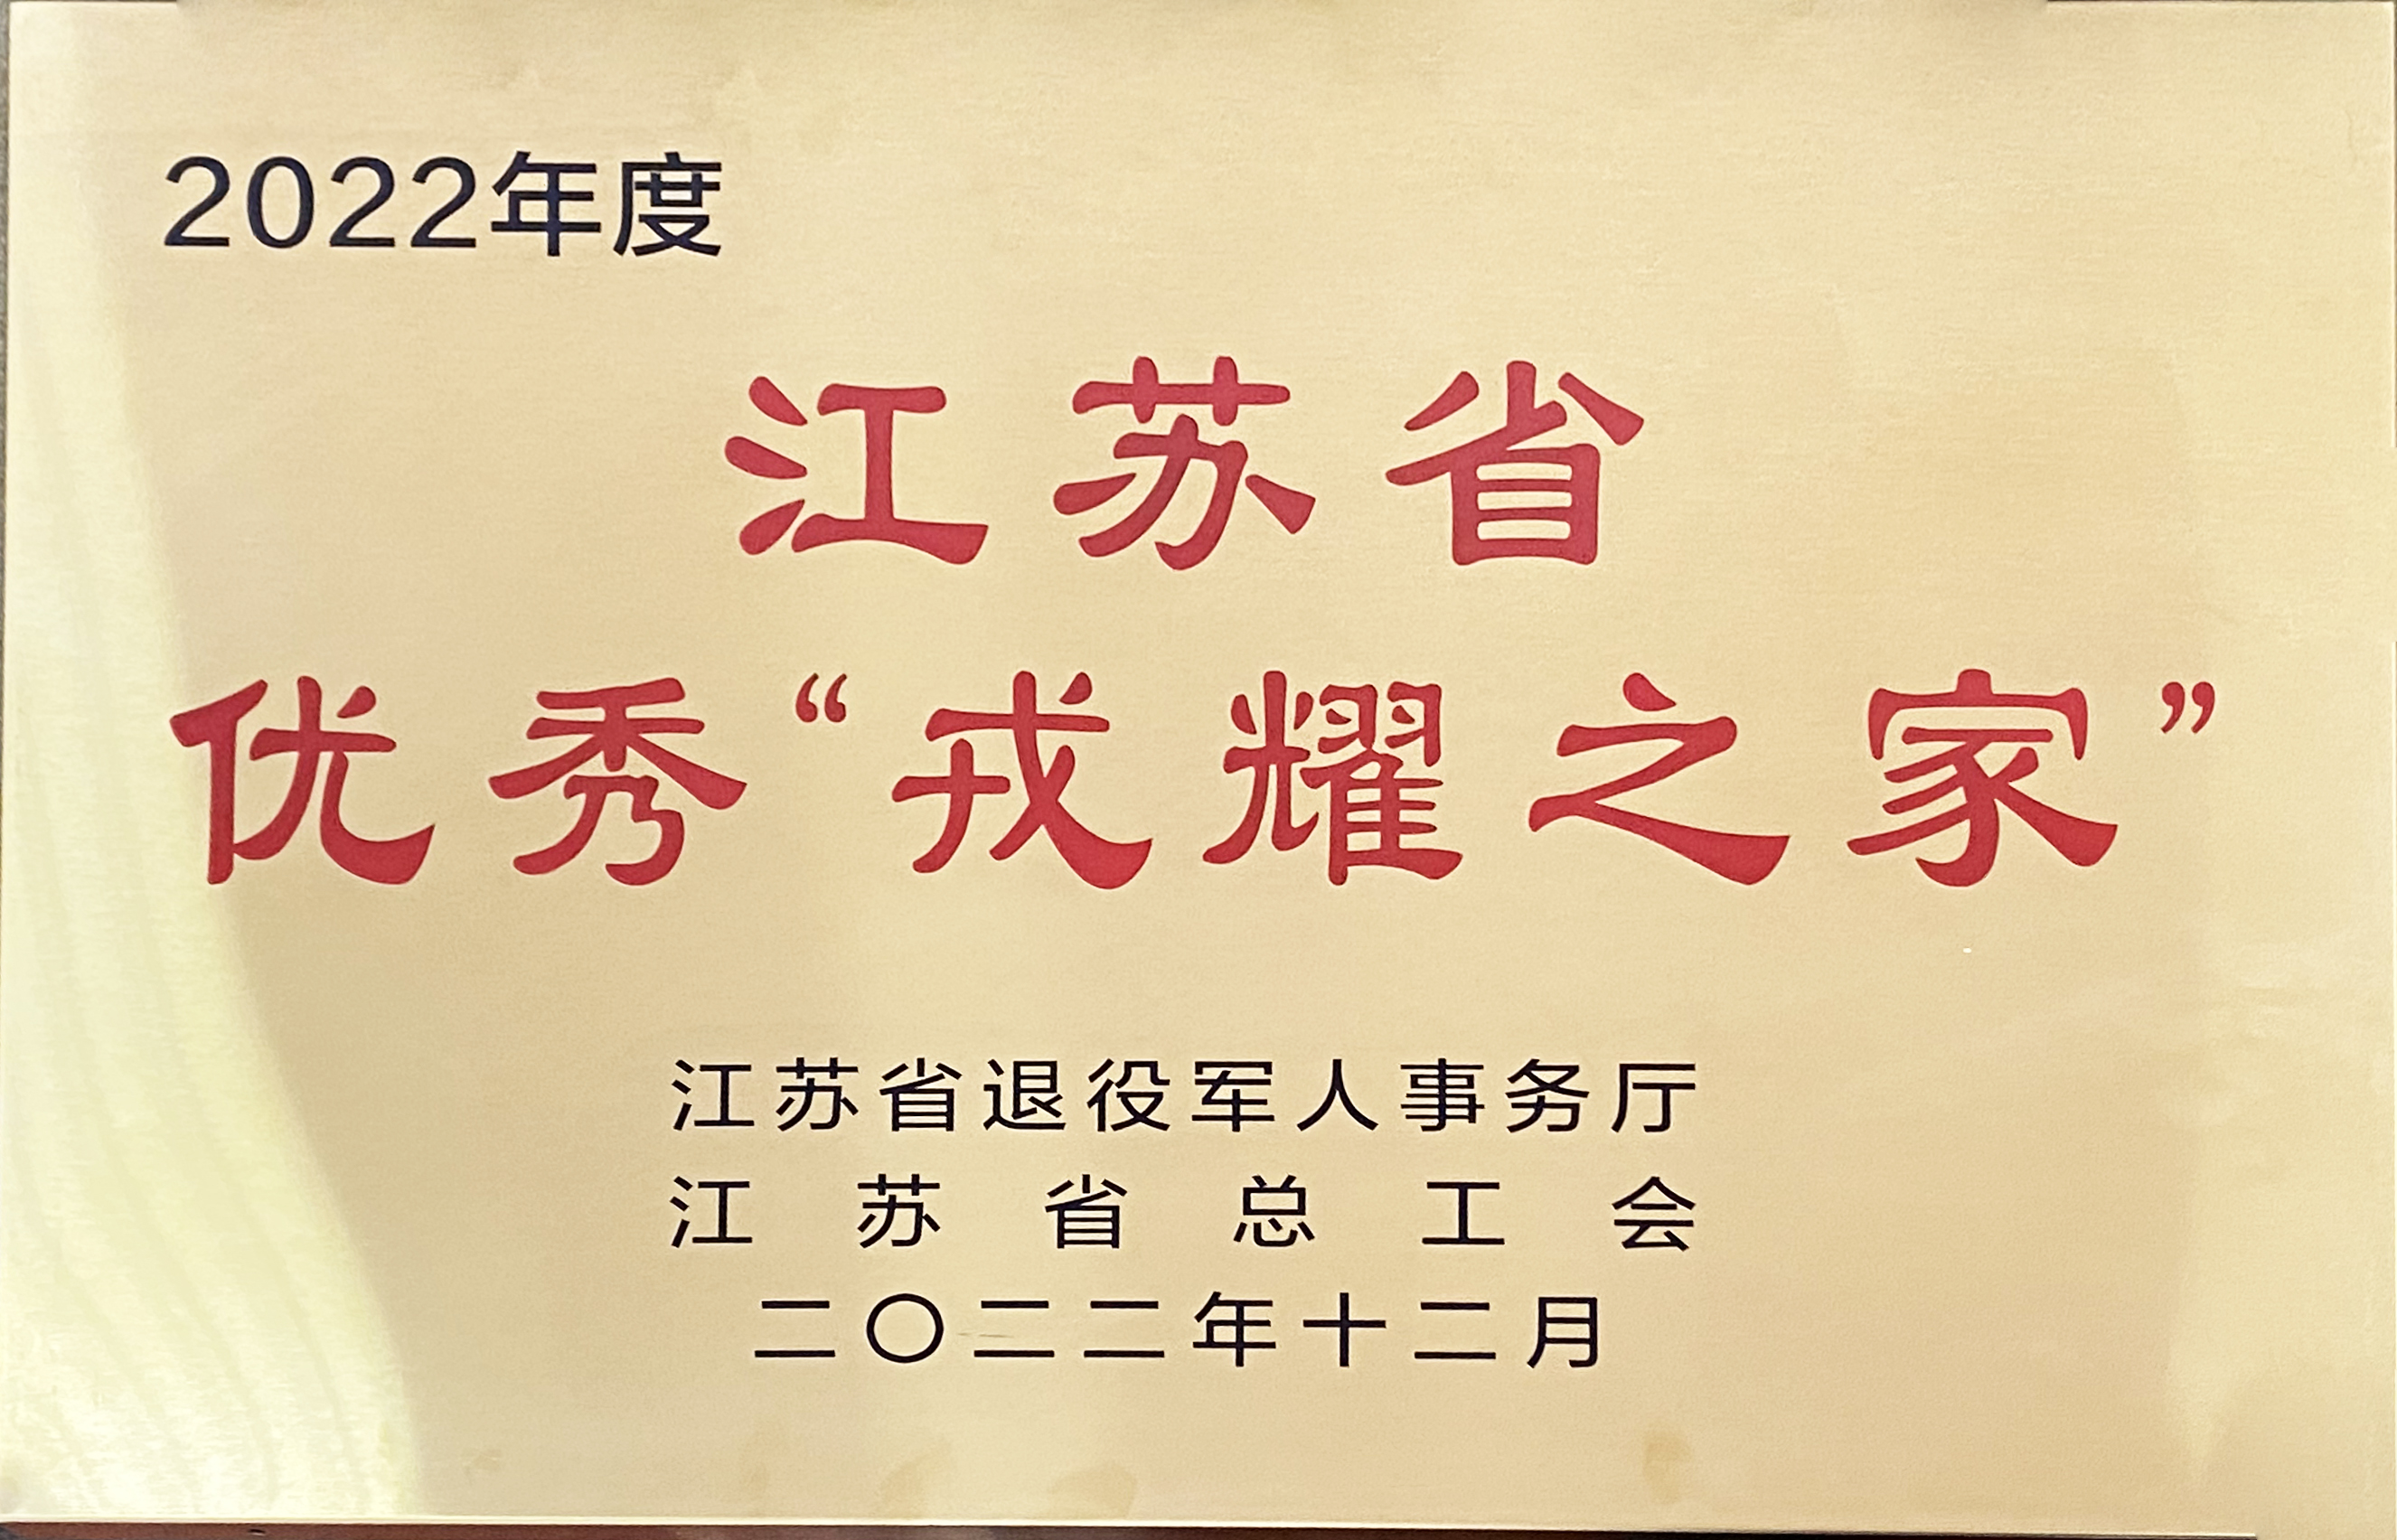 2022年度
江苏省
优秀“戎耀之家”
江苏省退役军人事务厅
江苏省总工会
二〇二二年十二月